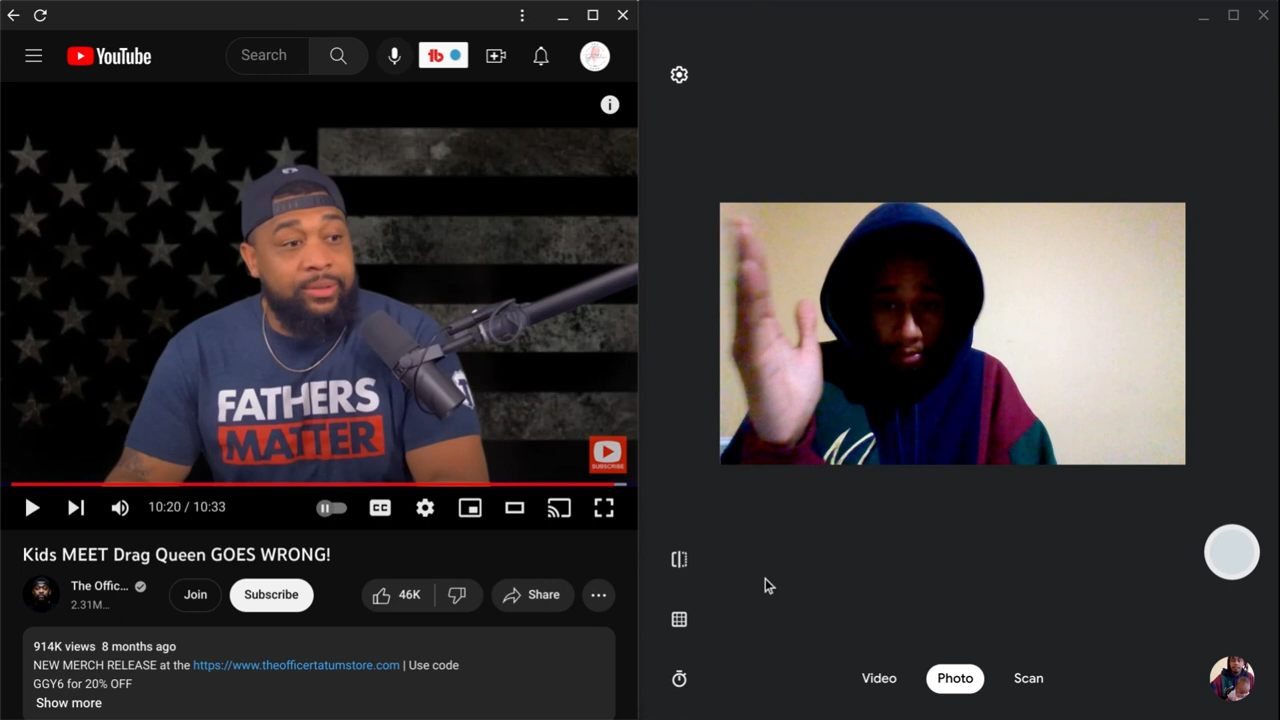 YouTube
Search
tb
FATHERS
MATTER
SUBSCRIBE
10:20 / 10:33
CC
Kids MEET Drag Queen GOES WRONG!
The Offic...
2.31M...
Join
Subscribe
46K
Share
914K views 8 months ago
NEW MERCH RELEASE at the https://www.theofficertatumstore.com | Use code
GGY6 for 20% OFF
Show more
Video
Photo
Scan